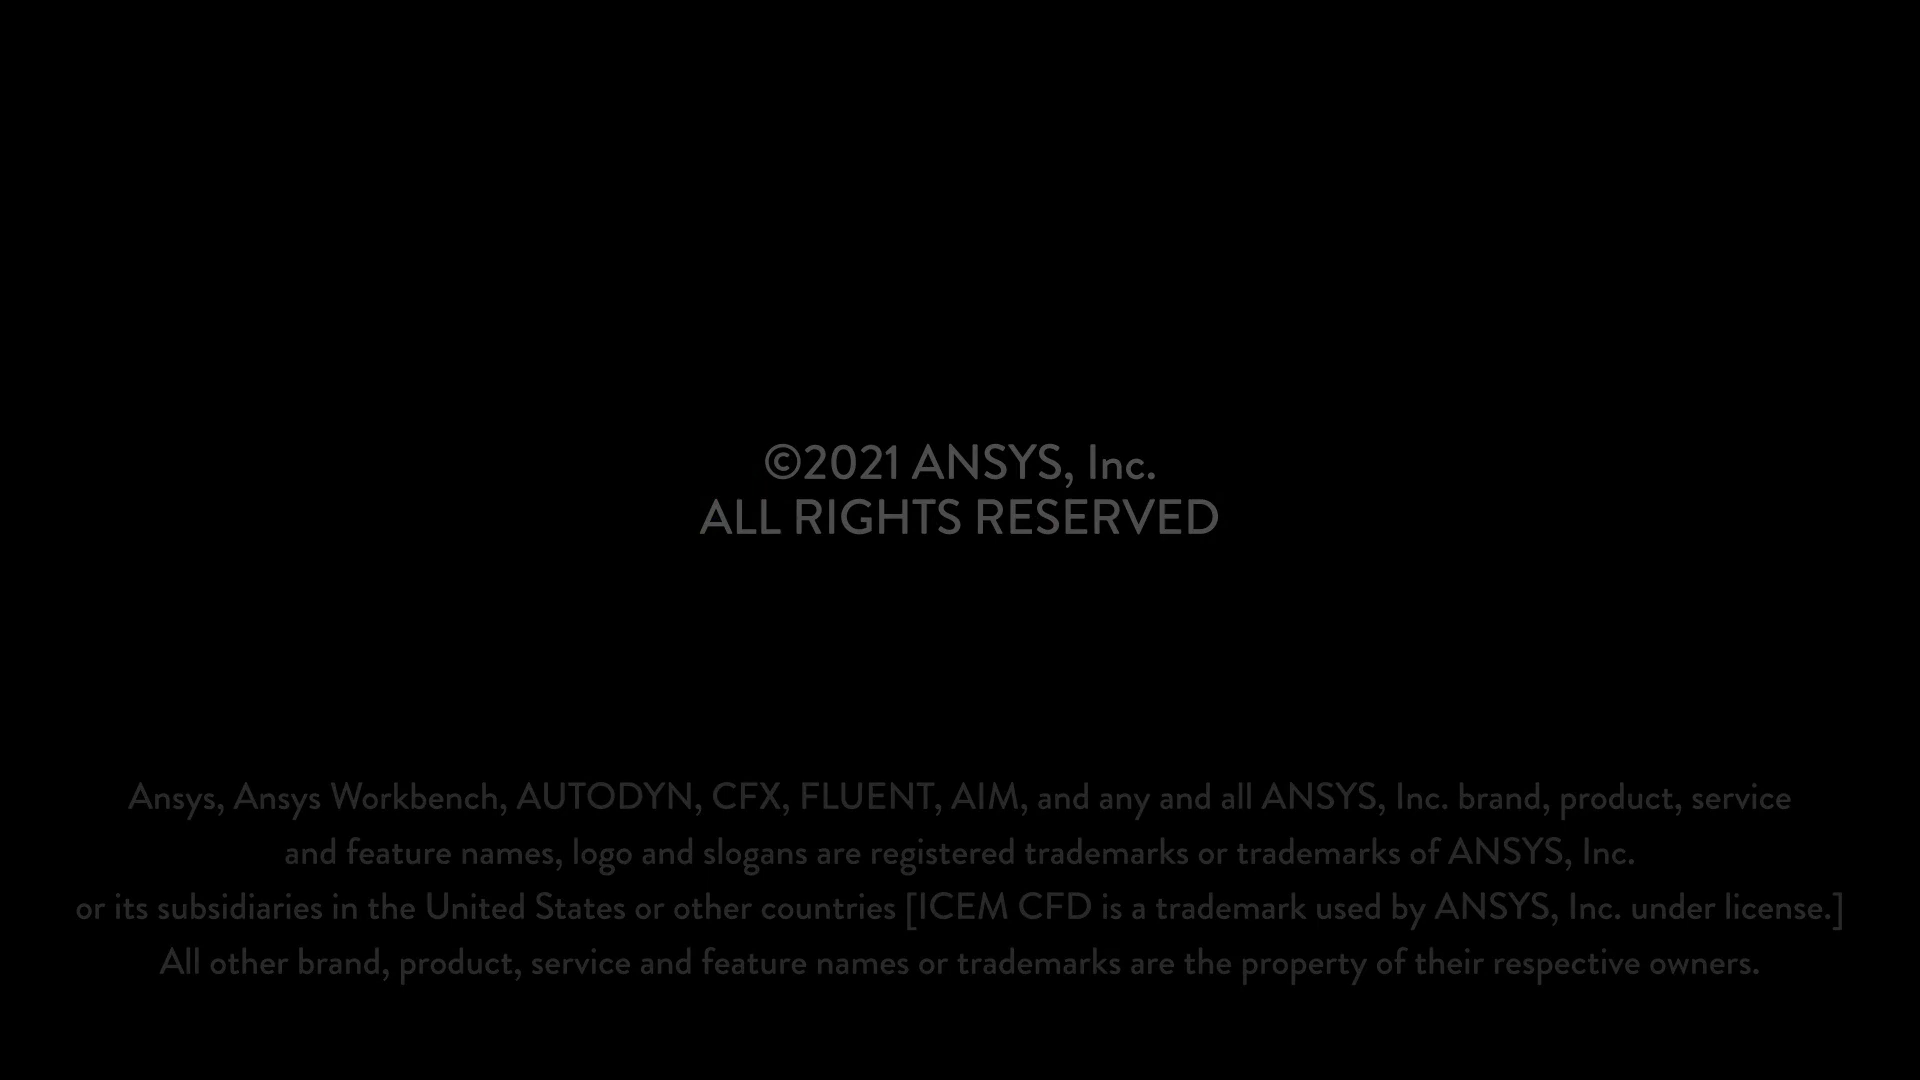 ©2021 ANSYS, Inc.
ALL RIGHTS RESERVED
Ansys, Ansys Workbench, AUTODYN, CFX, FLUENT, AIM, and any and all ANSYS, Inc. brand, product, service
and feature names, logo and slogans are registered trademarks or trademarks of ANSYS, Inc.
or its subsidiaries in the United States or other countries [ICEM CFD is a trademark used by ANSYS, Inc. under license.]
All other brand, product, service and feature names or trademarks are the property of their respective owners.